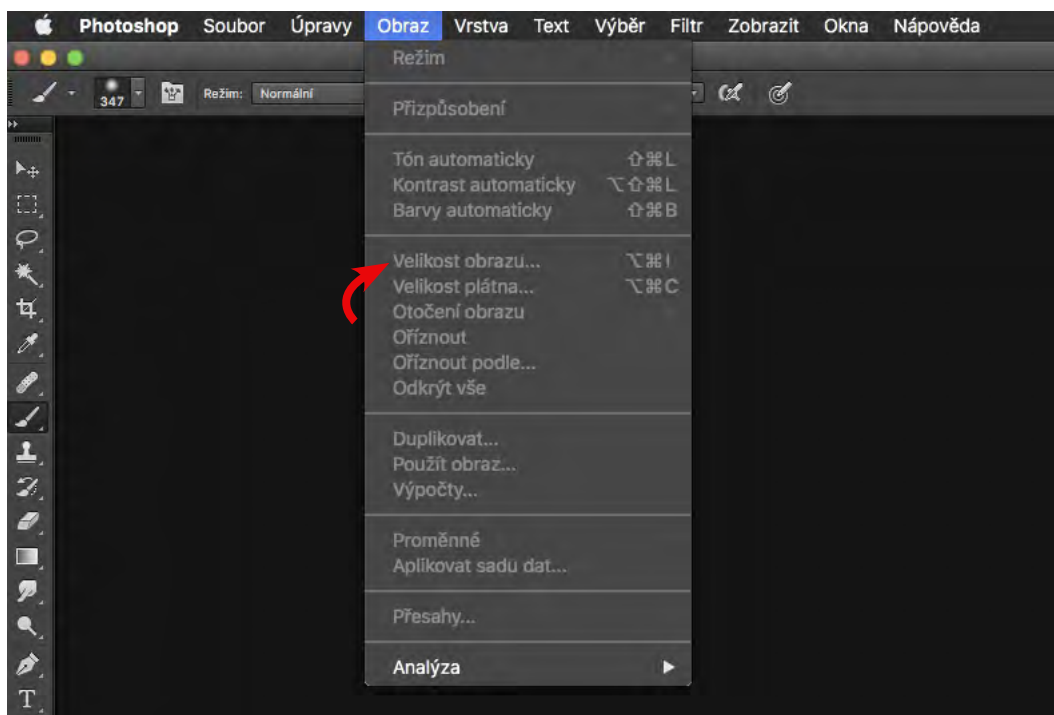 Photoshop Soubor Úpravy Obraz Vrstva Text Výběr Filtr Zobrazit Okna Nápověda
347 Režim: Normální
Režim
Přizpůsobení
Tón automaticky ⇧⌘L
Kontrast automaticky ⌥⇧⌘L
Barvy automaticky ⇧⌘B
Velikost obrazu... ⌥⌘I
Velikost plátna... ⌥⌘C
Otočení obrazu
Oříznout
Oříznout podle...
Odkrýt vše
Duplikovat...
Použít obraz...
Výpočty...
Proměnné
Aplikovat sadu dat...
Přesahy...
Analýza
T